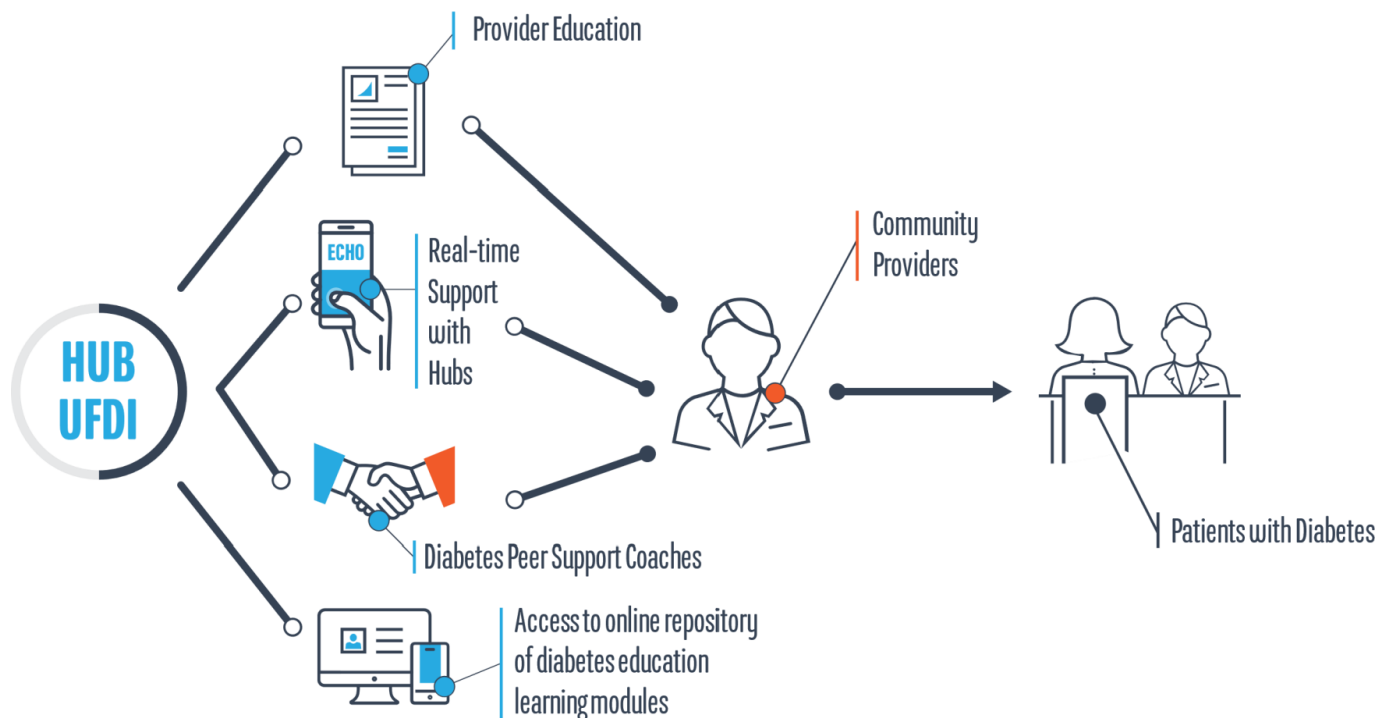 Provider Education
ECHO
Real-time
Support
with
Hubs
HUB
UFDI
Community
Providers
Diabetes Peer Support Coaches
Patients with Diabetes
Access to online repository
of diabetes education
learning modules